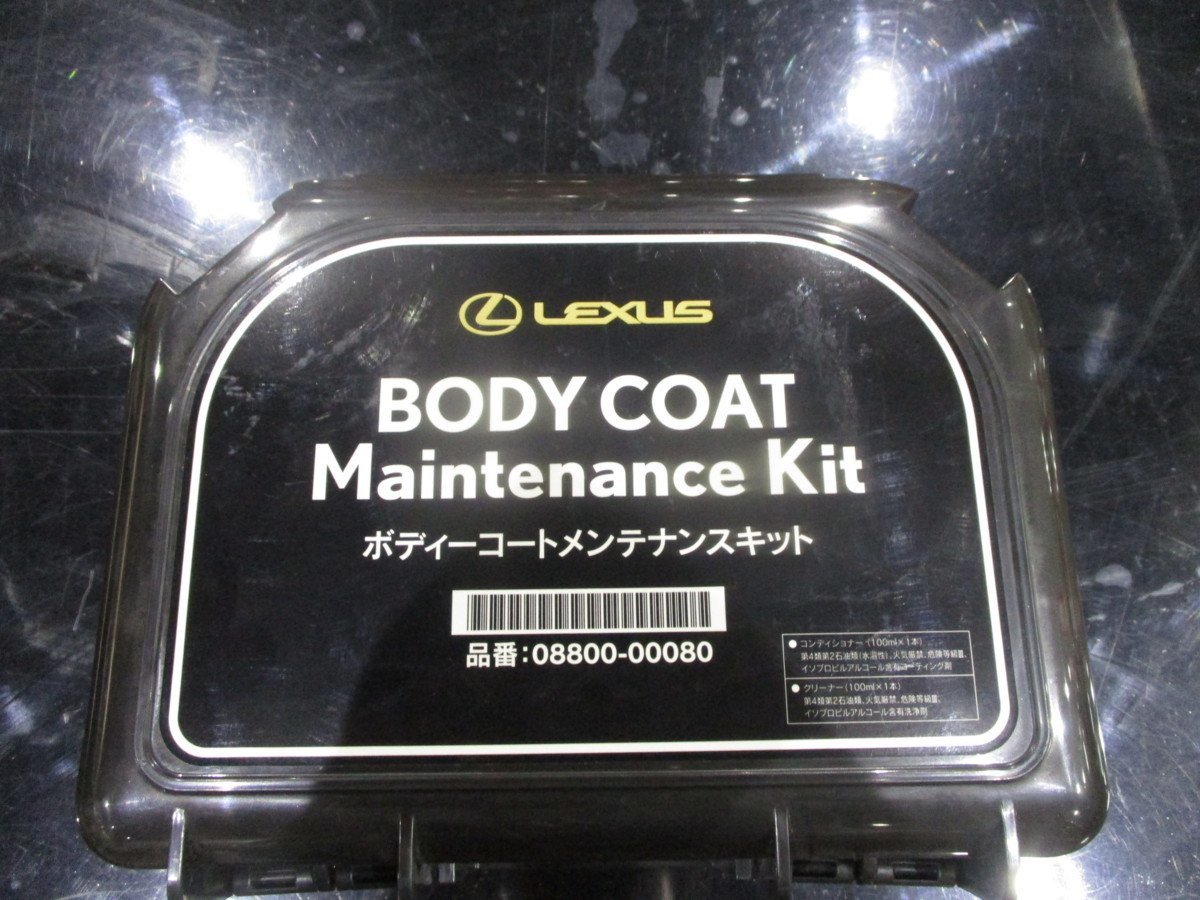 LEXUS
BODY COAT
Maintenance Kit
ボディーコートメンテナンスキット
品番:08800-00080
● コンディショナー(100ml×1本)
第4類第2石油類(水溶性)、火気厳禁、危険等級Ⅲ、
イソプロピルアルコール含有コーティング剤
● クリーナー(100ml×1本)
第4類第2石油類、火気厳禁、危険等級Ⅲ、
イソプロピルアルコール含有洗浄剤